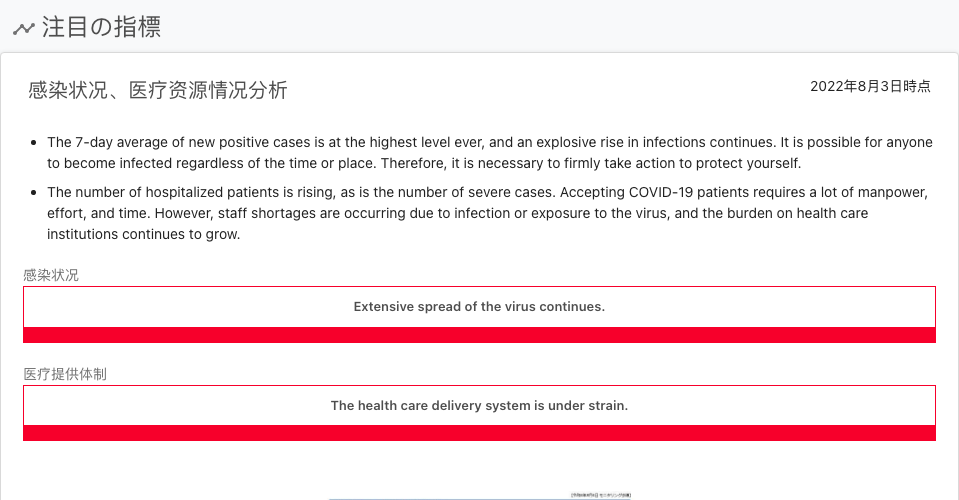 注目の指標
感染状况、医疗资源情况分析
2022年8月3日時点
The 7-day average of new positive cases is at the highest level ever, and an explosive rise in infections continues. It is possible for anyone
to become infected regardless of the time or place. Therefore, it is necessary to firmly take action to protect yourself.
The number of hospitalized patients is rising, as is the number of severe cases. Accepting COVID-19 patients requires a lot of manpower,
effort, and time. However, staff shortages are occurring due to infection or exposure to the virus, and the burden on health care
institutions continues to grow.
感染状况
Extensive spread of the virus continues.
医疗提供体制
The health care delivery system is under strain.